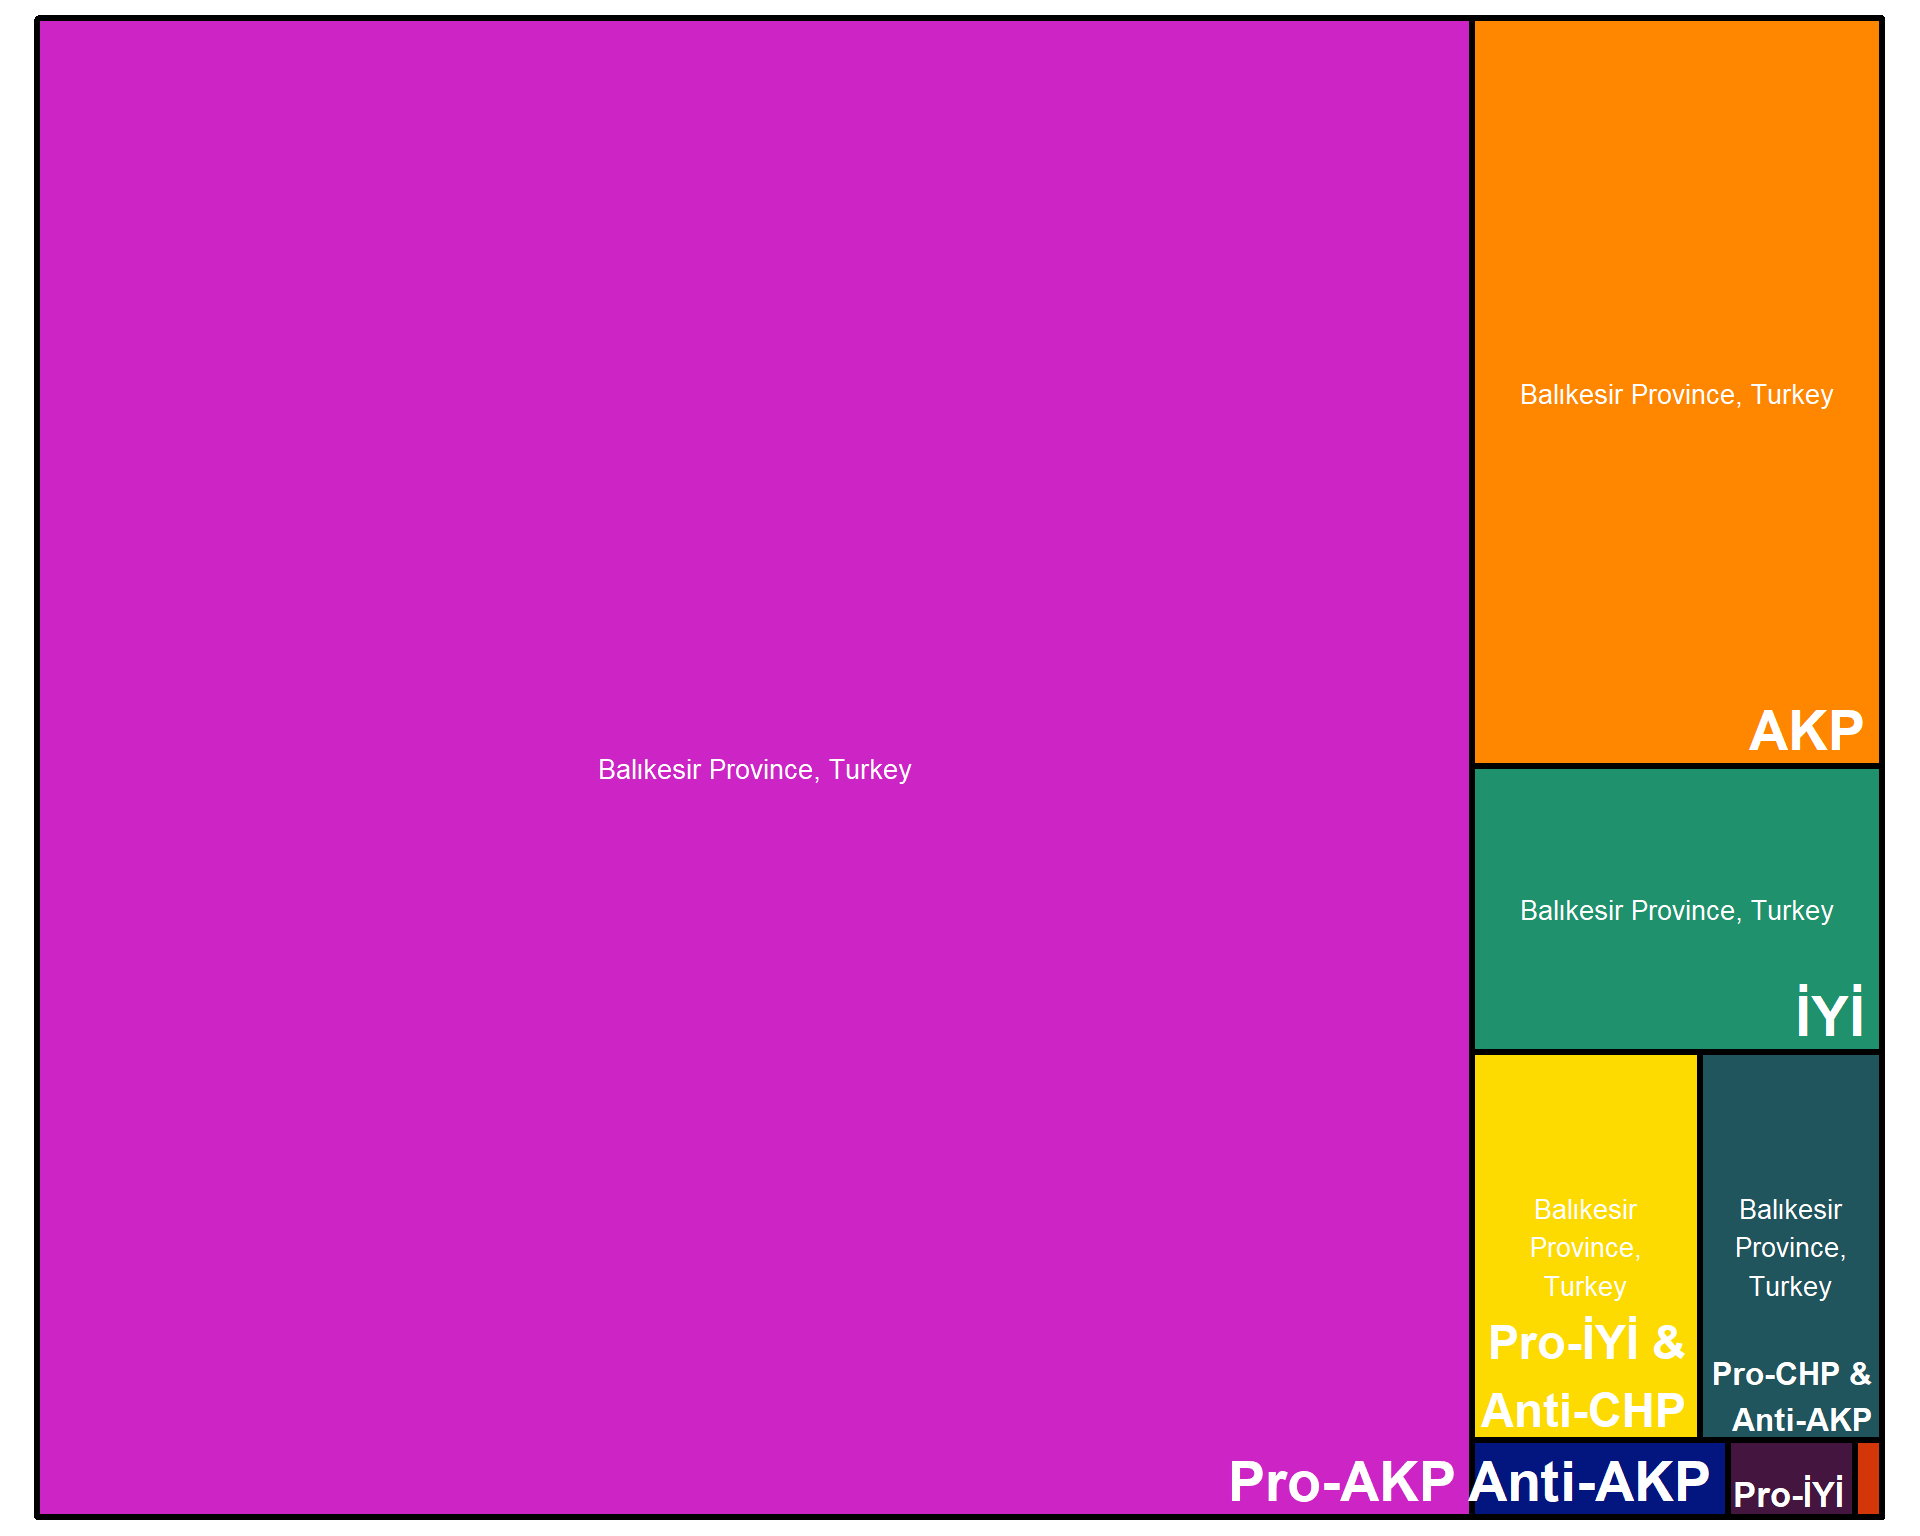 Balıkesir Province, Turkey
Pro-AKP
Balıkesir Province, Turkey
AKP
Balıkesir Province, Turkey
İYİ
Balıkesir
Province,
Turkey
Pro-İYİ &
Anti-CHP
Balıkesir
Province,
Turkey
Pro-CHP &
Anti-AKP
Anti-AKP
Pro-İYİ